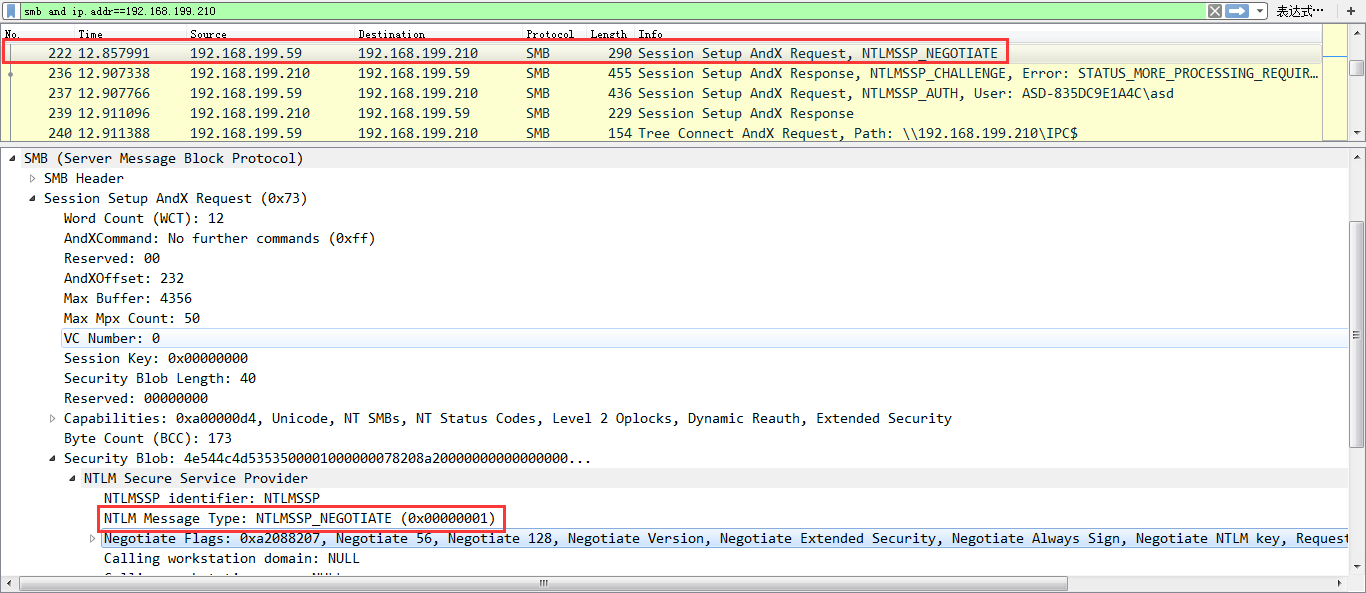 smb and ip.addr==192.168.199.210 表达式…
No. Time Source Destination Protocol Length Info
222 12.857991 192.168.199.59 192.168.199.210 SMB 290 Session Setup AndX Request, NTLMSSP_NEGOTIATE
236 12.907338 192.168.199.210 192.168.199.59 SMB 455 Session Setup AndX Response, NTLMSSP_CHALLENGE, Error: STATUS_MORE_PROCESSING_REQUIR…
237 12.907766 192.168.199.59 192.168.199.210 SMB 436 Session Setup AndX Request, NTLMSSP_AUTH, User: ASD-835DC9E1A4C\asd
239 12.911096 192.168.199.210 192.168.199.59 SMB 229 Session Setup AndX Response
240 12.911388 192.168.199.59 192.168.199.210 SMB 154 Tree Connect AndX Request, Path: \\192.168.199.210\IPC$
SMB (Server Message Block Protocol)
SMB Header
Session Setup AndX Request (0x73)
Word Count (WCT): 12
AndXCommand: No further commands (0xff)
Reserved: 00
AndXOffset: 232
Max Buffer: 4356
Max Mpx Count: 50
VC Number: 0
Session Key: 0x00000000
Security Blob Length: 40
Reserved: 00000000
Capabilities: 0xa00000d4, Unicode, NT SMBs, NT Status Codes, Level 2 Oplocks, Dynamic Reauth, Extended Security
Byte Count (BCC): 173
Security Blob: 4e544c4d5353500001000000078208a20000000000000000...
NTLM Secure Service Provider
NTLMSSP identifier: NTLMSSP
NTLM Message Type: NTLMSSP_NEGOTIATE (0x00000001)
Negotiate Flags: 0xa2088207, Negotiate 56, Negotiate 128, Negotiate Version, Negotiate Extended Security, Negotiate Always Sign, Negotiate NTLM key, Request
Calling workstation domain: NULL